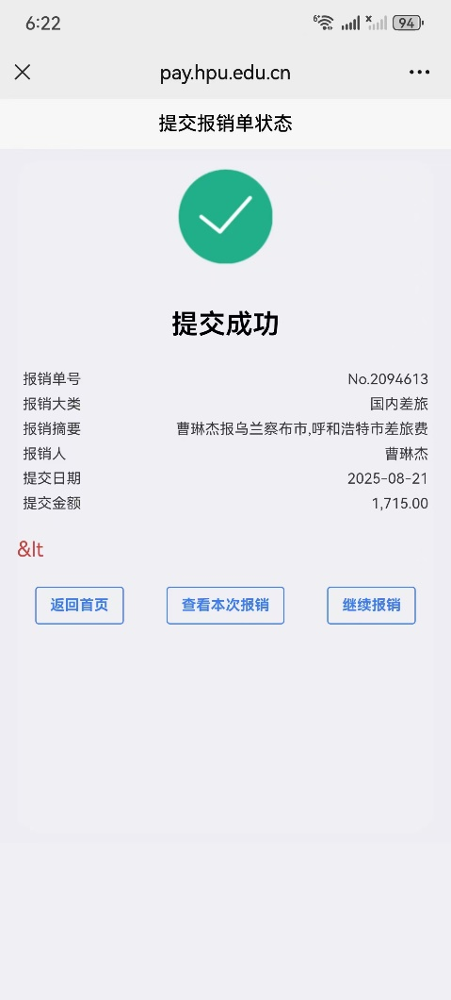 6:22
6
x
94
pay.hpu.edu.cn
提交报销单状态
提交成功
报销单号 No.2094613
报销大类 国内差旅
报销摘要 曹琳杰报乌兰察布市,呼和浩特市差旅费
报销人 曹琳杰
提交日期 2025-08-21
提交金额 1,715.00
&lt
返回首页 查看本次报销 继续报销